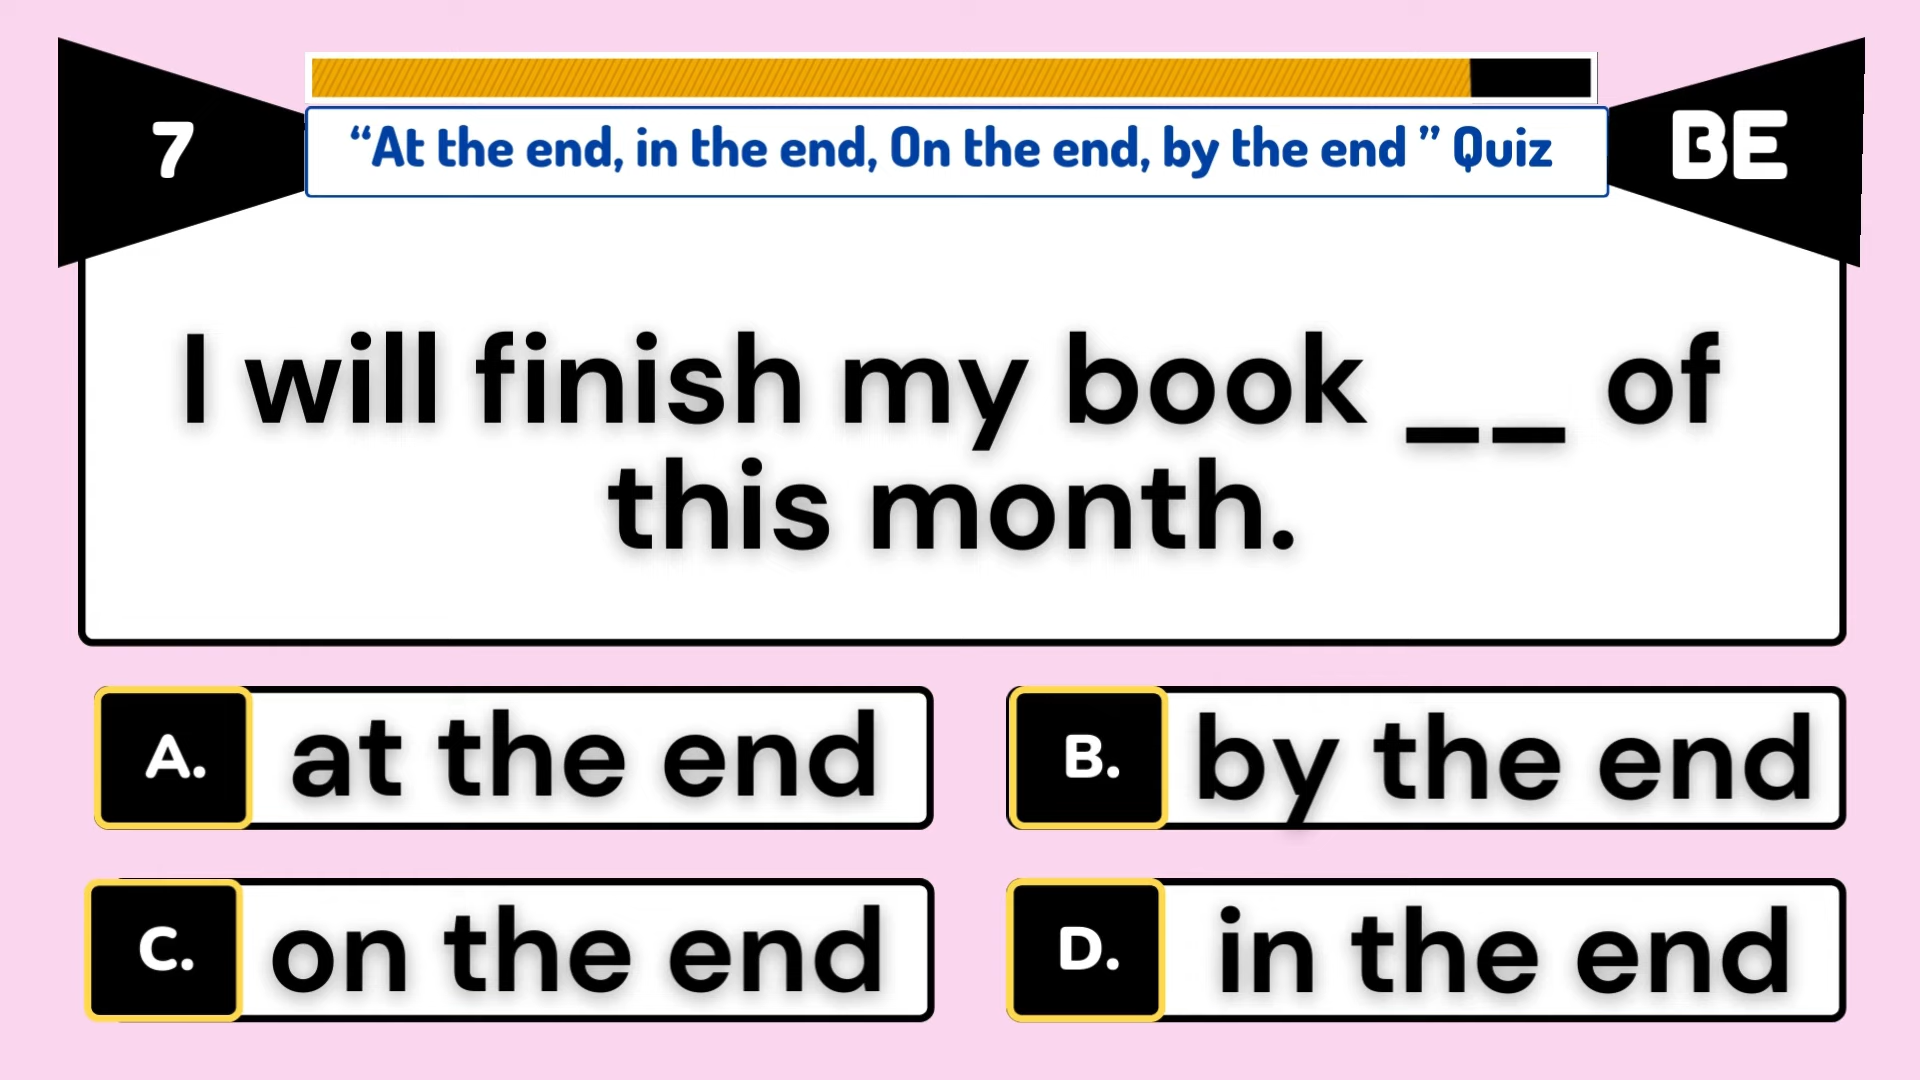 7
“At the end, in the end, On the end, by the end ” Quiz
BE
I will finish my book __ of
this month.
A. at the end
B. by the end
C. on the end
D. in the end